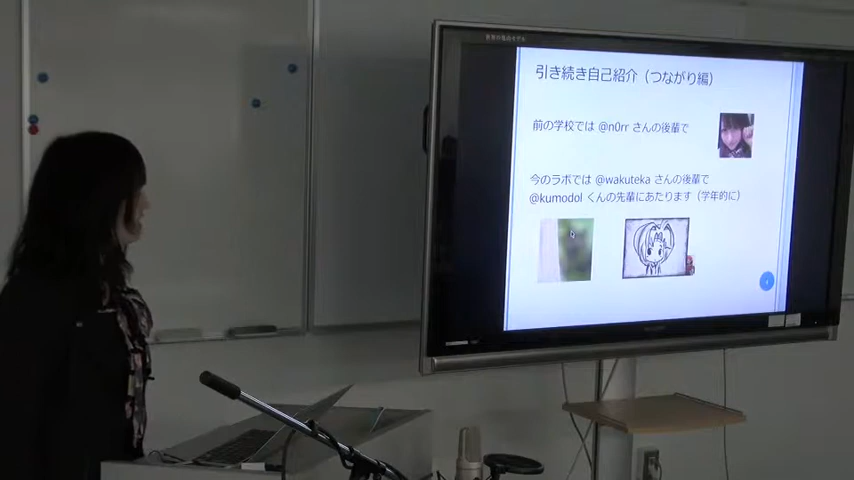 引き続き自己紹介（つながり編）
前の学校では @n0rr さんの後輩で
今のラボでは @wakuteka さんの後輩で
@kumodol くんの先輩にあたります（学年的に）